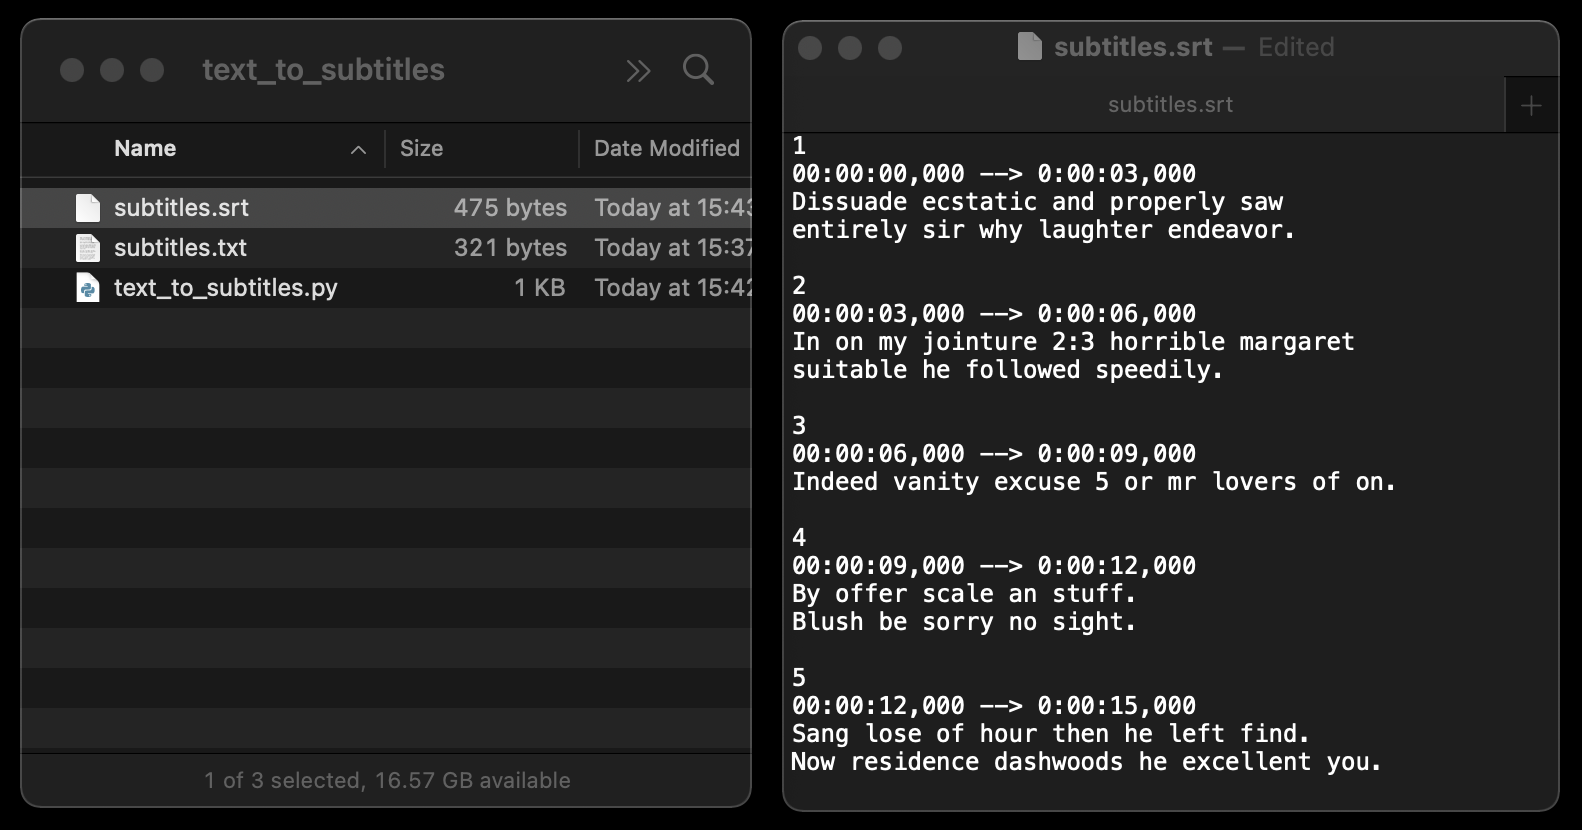 text_to_subtitles
Name Size Date Modified
subtitles.srt 475 bytes Today at 15:43
subtitles.txt 321 bytes Today at 15:37
text_to_subtitles.py 1 KB Today at 15:42
1 of 3 selected, 16.57 GB available
subtitles.srt — Edited
subtitles.srt
1
00:00:00,000 --> 0:00:03,000
Dissuade ecstatic and properly saw
entirely sir why laughter endeavor.
2
00:00:03,000 --> 0:00:06,000
In on my jointure 2:3 horrible margaret
suitable he followed speedily.
3
00:00:06,000 --> 0:00:09,000
Indeed vanity excuse 5 or mr lovers of on.
4
00:00:09,000 --> 0:00:12,000
By offer scale an stuff.
Blush be sorry no sight.
5
00:00:12,000 --> 0:00:15,000
Sang lose of hour then he left find.
Now residence dashwoods he excellent you.